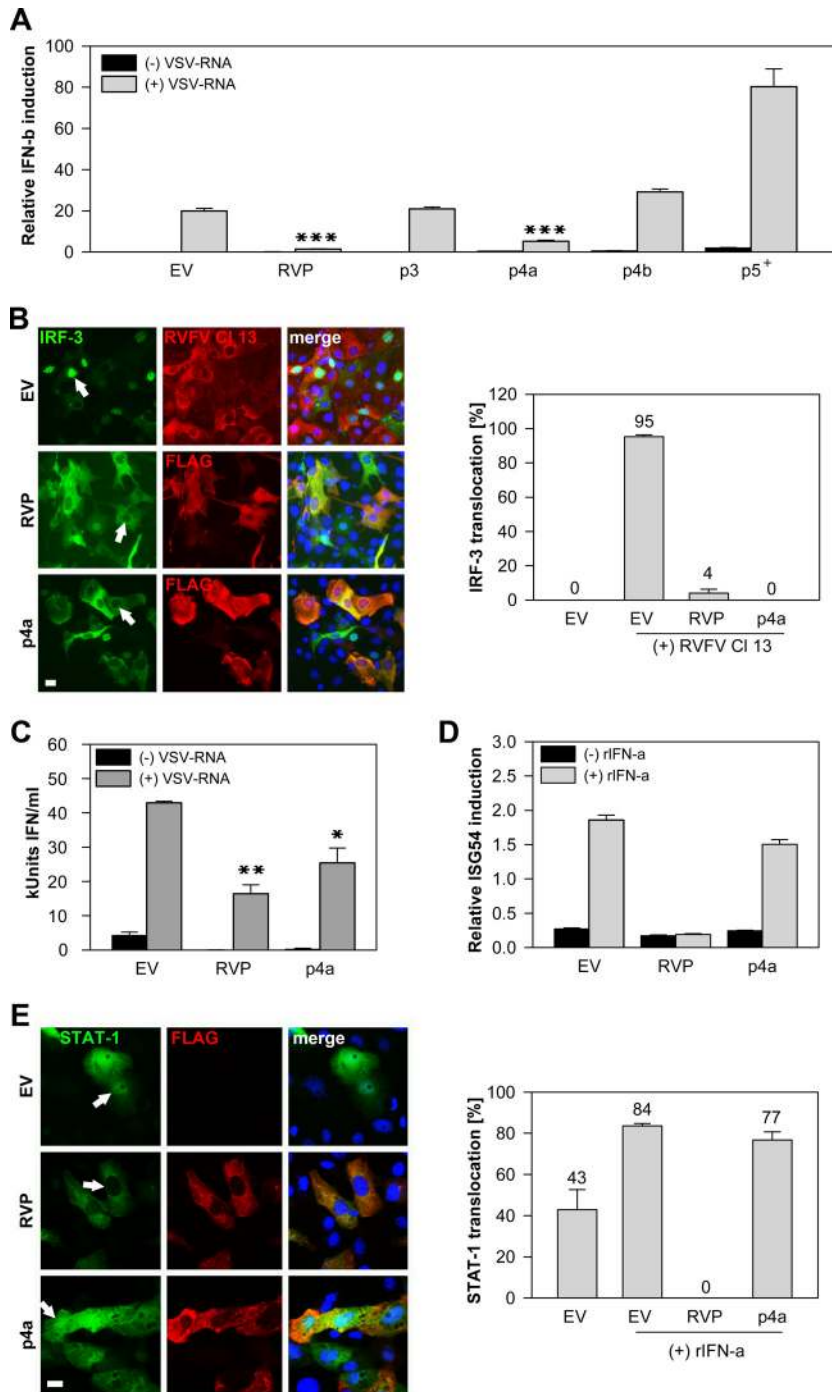 A
Relative IFN-b induction
100
80
60
40
20
0
(-) VSV-RNA
(+) VSV-RNA
***
***
EV
RVP
p3
p4a
p4b
p5+
B
IRF-3
RVFV Cl 13
merge
EV
FLAG
RVP
FLAG
p4a
IRF-3 translocation [%]
120
100
80
60
40
20
0
0
95
4
0
EV
EV
RVP
p4a
(+) RVFV Cl 13
C
kUnits IFN/ml
60
50
40
30
20
10
0
(-) VSV-RNA
(+) VSV-RNA
**
*
EV
RVP
p4a
D
Relative ISG54 induction
3.0
2.5
2.0
1.5
1.0
0.5
0.0
(-) rIFN-a
(+) rIFN-a
EV
RVP
p4a
E
STAT-1
FLAG
merge
EV
RVP
p4a
STAT-1 translocation [%]
100
80
60
40
20
0
43
84
0
77
EV
EV
RVP
p4a
(+) rIFN-a